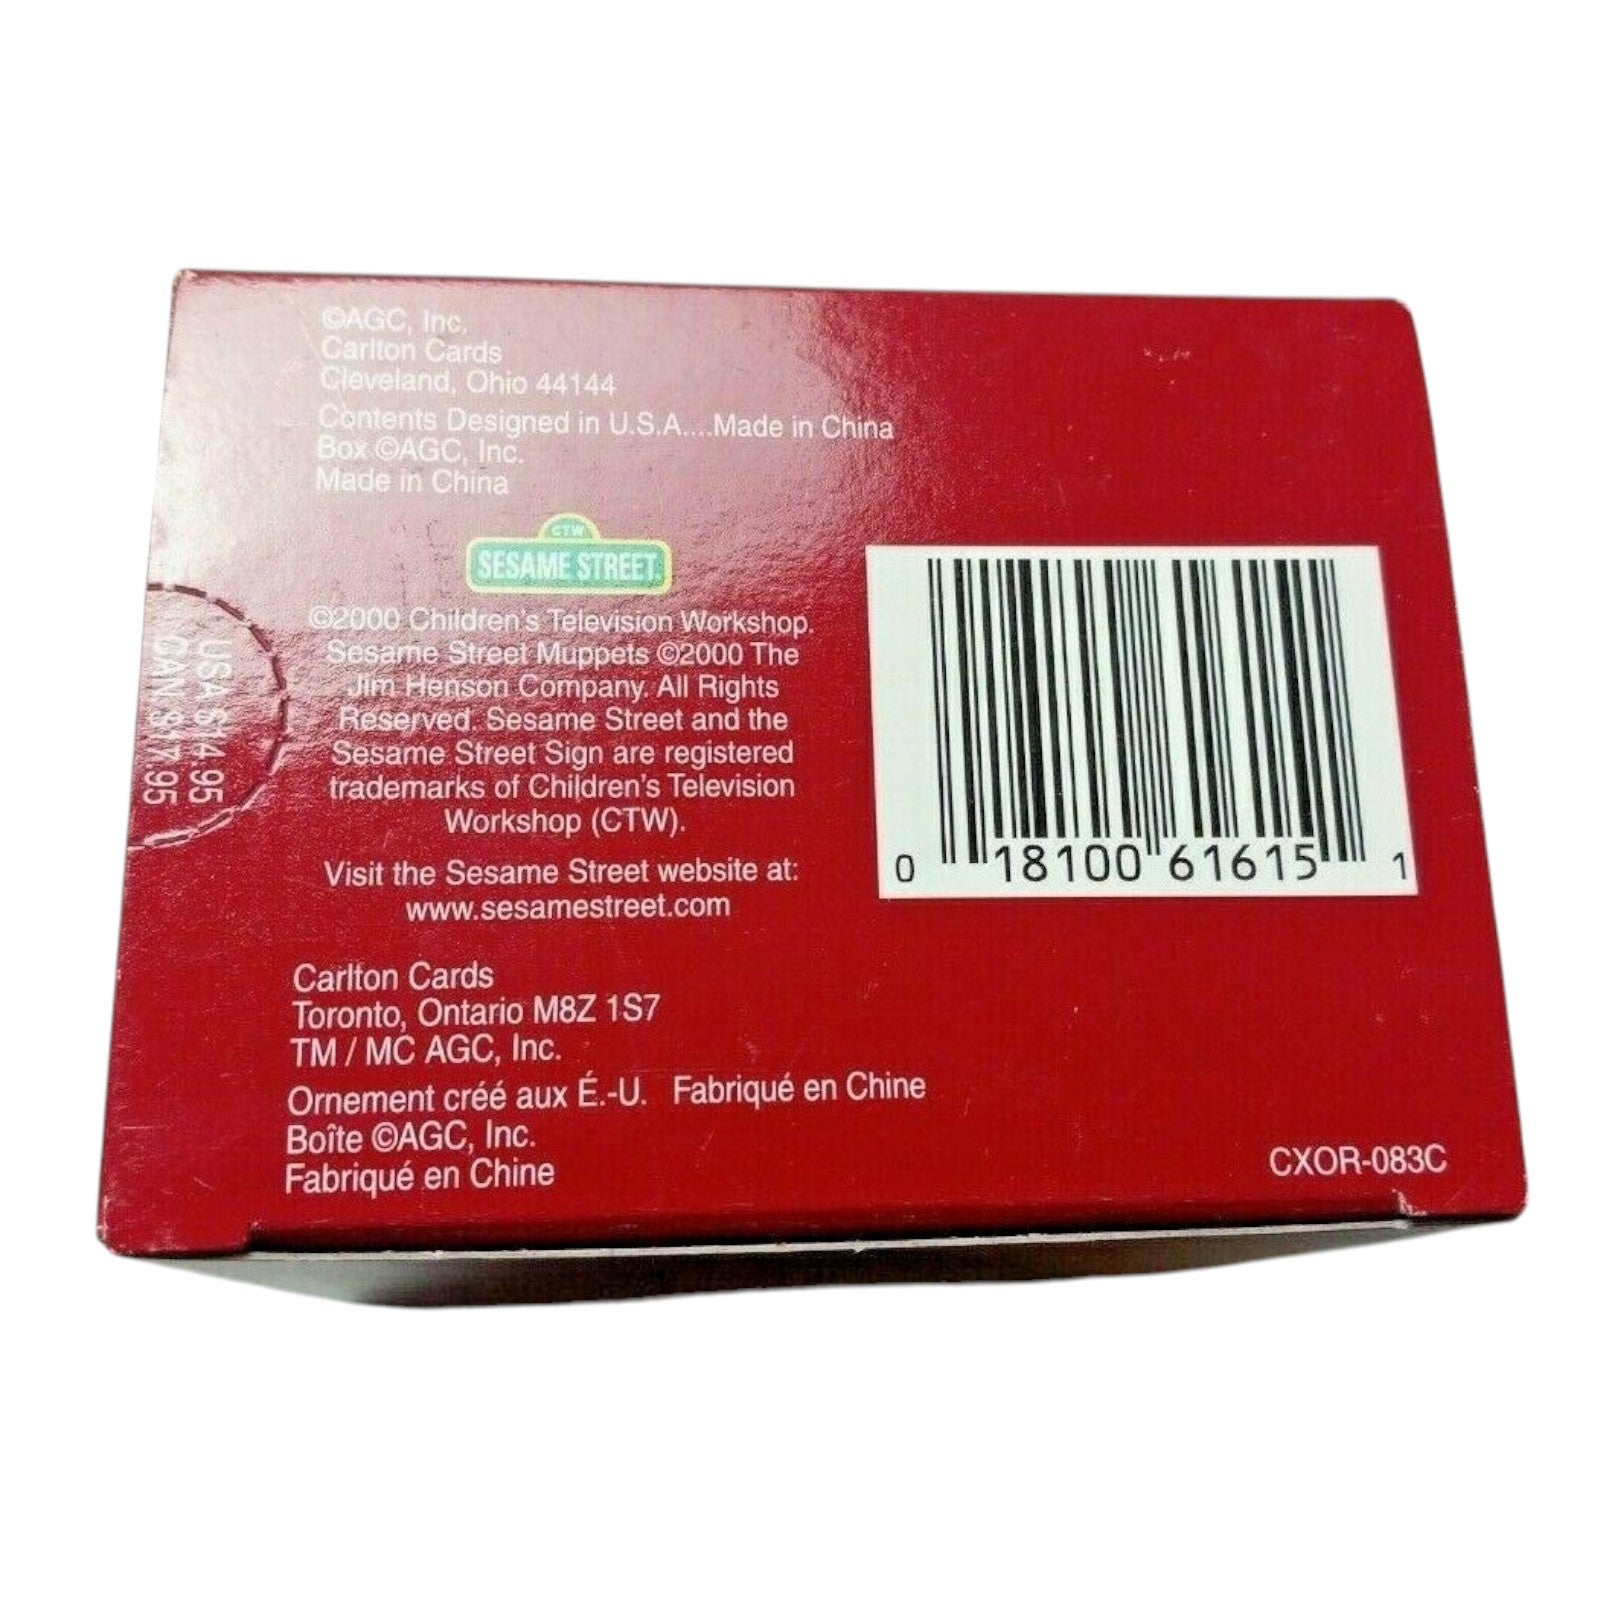 ©AGC, Inc.
Carlton Cards
Cleveland, Ohio 44144
Contents Designed in U.S.A....Made in China
Box ©AGC, Inc.
Made in China
CTW
SESAME STREET
©2000 Children's Television Workshop.
Sesame Street Muppets ©2000 The
Jim Henson Company. All Rights
Reserved. Sesame Street and the
Sesame Street Sign are registered
trademarks of Children's Television
Workshop (CTW).
Visit the Sesame Street website at:
www.sesamestreet.com
USA $14.95
CAN $17.95
0 18100 61615 1
Carlton Cards
Toronto, Ontario M8Z 1S7
TM / MC AGC, Inc.
Ornement créé aux É.-U. Fabriqué en Chine
Boîte ©AGC, Inc.
Fabriqué en Chine
CXOR-083C